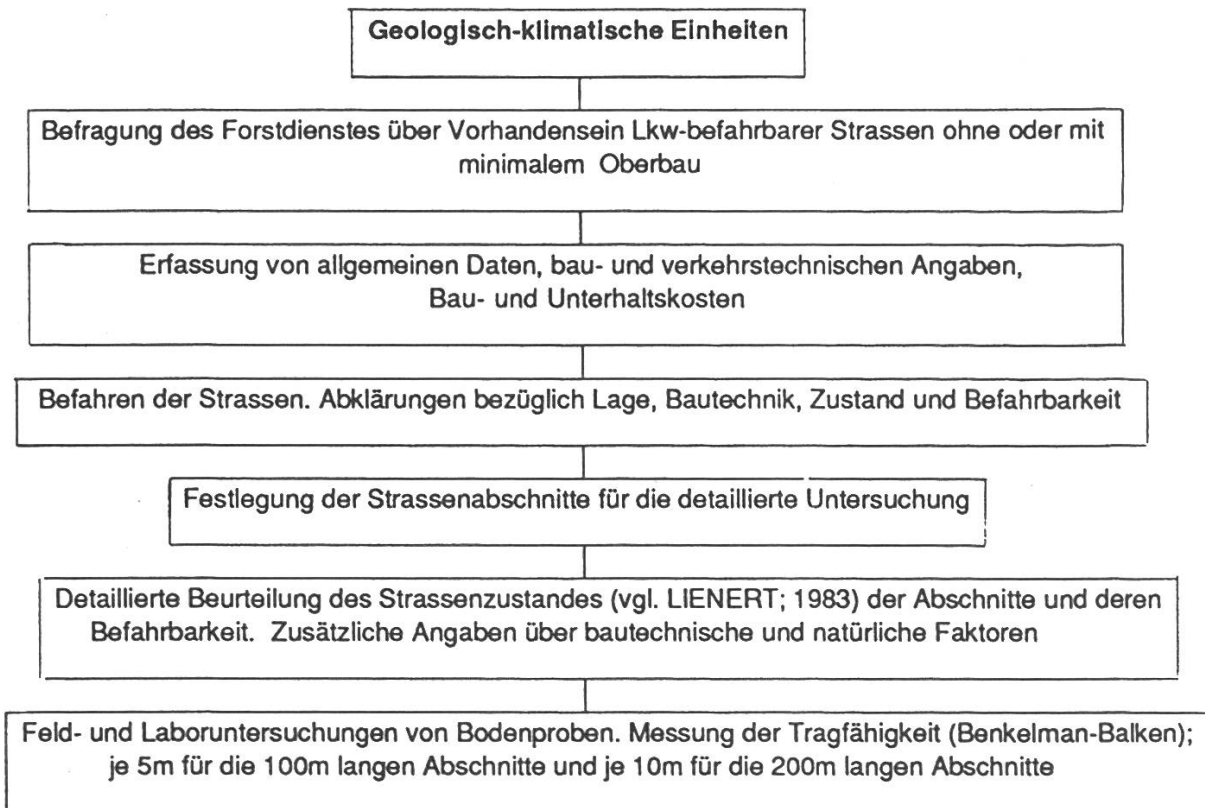 Geologisch-klimatische Einheiten
Befragung des Forstdienstes über Vorhandensein Lkw-befahrbarer Strassen ohne oder mit
minimalem Oberbau
Erfassung von allgemeinen Daten, bau- und verkehrstechnischen Angaben,
Bau- und Unterhaltskosten
Befahren der Strassen. Abklärungen bezüglich Lage, Bautechnik, Zustand und Befahrbarkeit
Festlegung der Strassenabschnitte für die detaillierte Untersuchung
Detaillierte Beurteilung des Strassenzustandes (vgl. LIENERT; 1983) der Abschnitte und deren
Befahrbarkeit. Zusätzliche Angaben über bautechnische und natürliche Faktoren
Feld- und Laboruntersuchungen von Bodenproben. Messung der Tragfähigkeit (Benkelman-Balken);
je 5m für die 100m langen Abschnitte und je 10m für die 200m langen Abschnitte